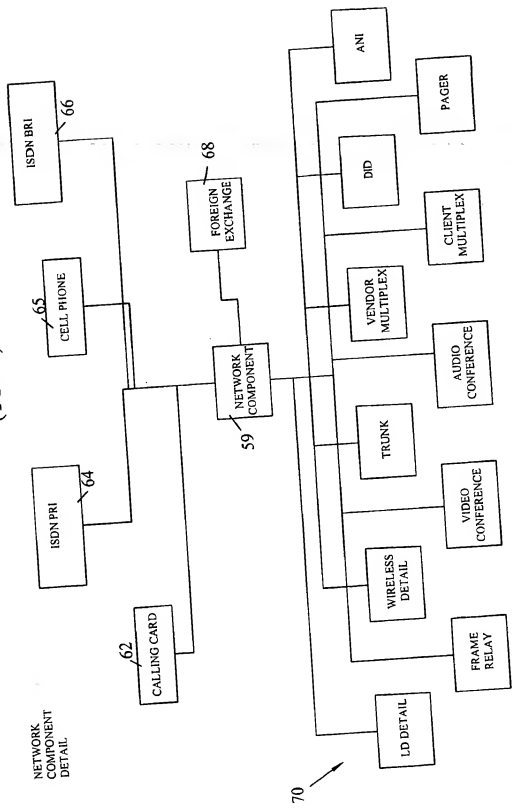 NETWORK
COMPONENT
DETAIL
ISDN BRI
66
CELL PHONE
65
ISDN PRI
64
CALLING CARD
62
FOREIGN
EXCHANGE
68
NETWORK
COMPONENT
59
70
LD DETAIL
FRAME
RELAY
WIRELESS
DETAIL
VIDEO
CONFERENCE
TRUNK
AUDIO
CONFERENCE
VENDOR
MULTIPLEX
CLIENT
MULTIPLEX
DID
PAGER
ANI